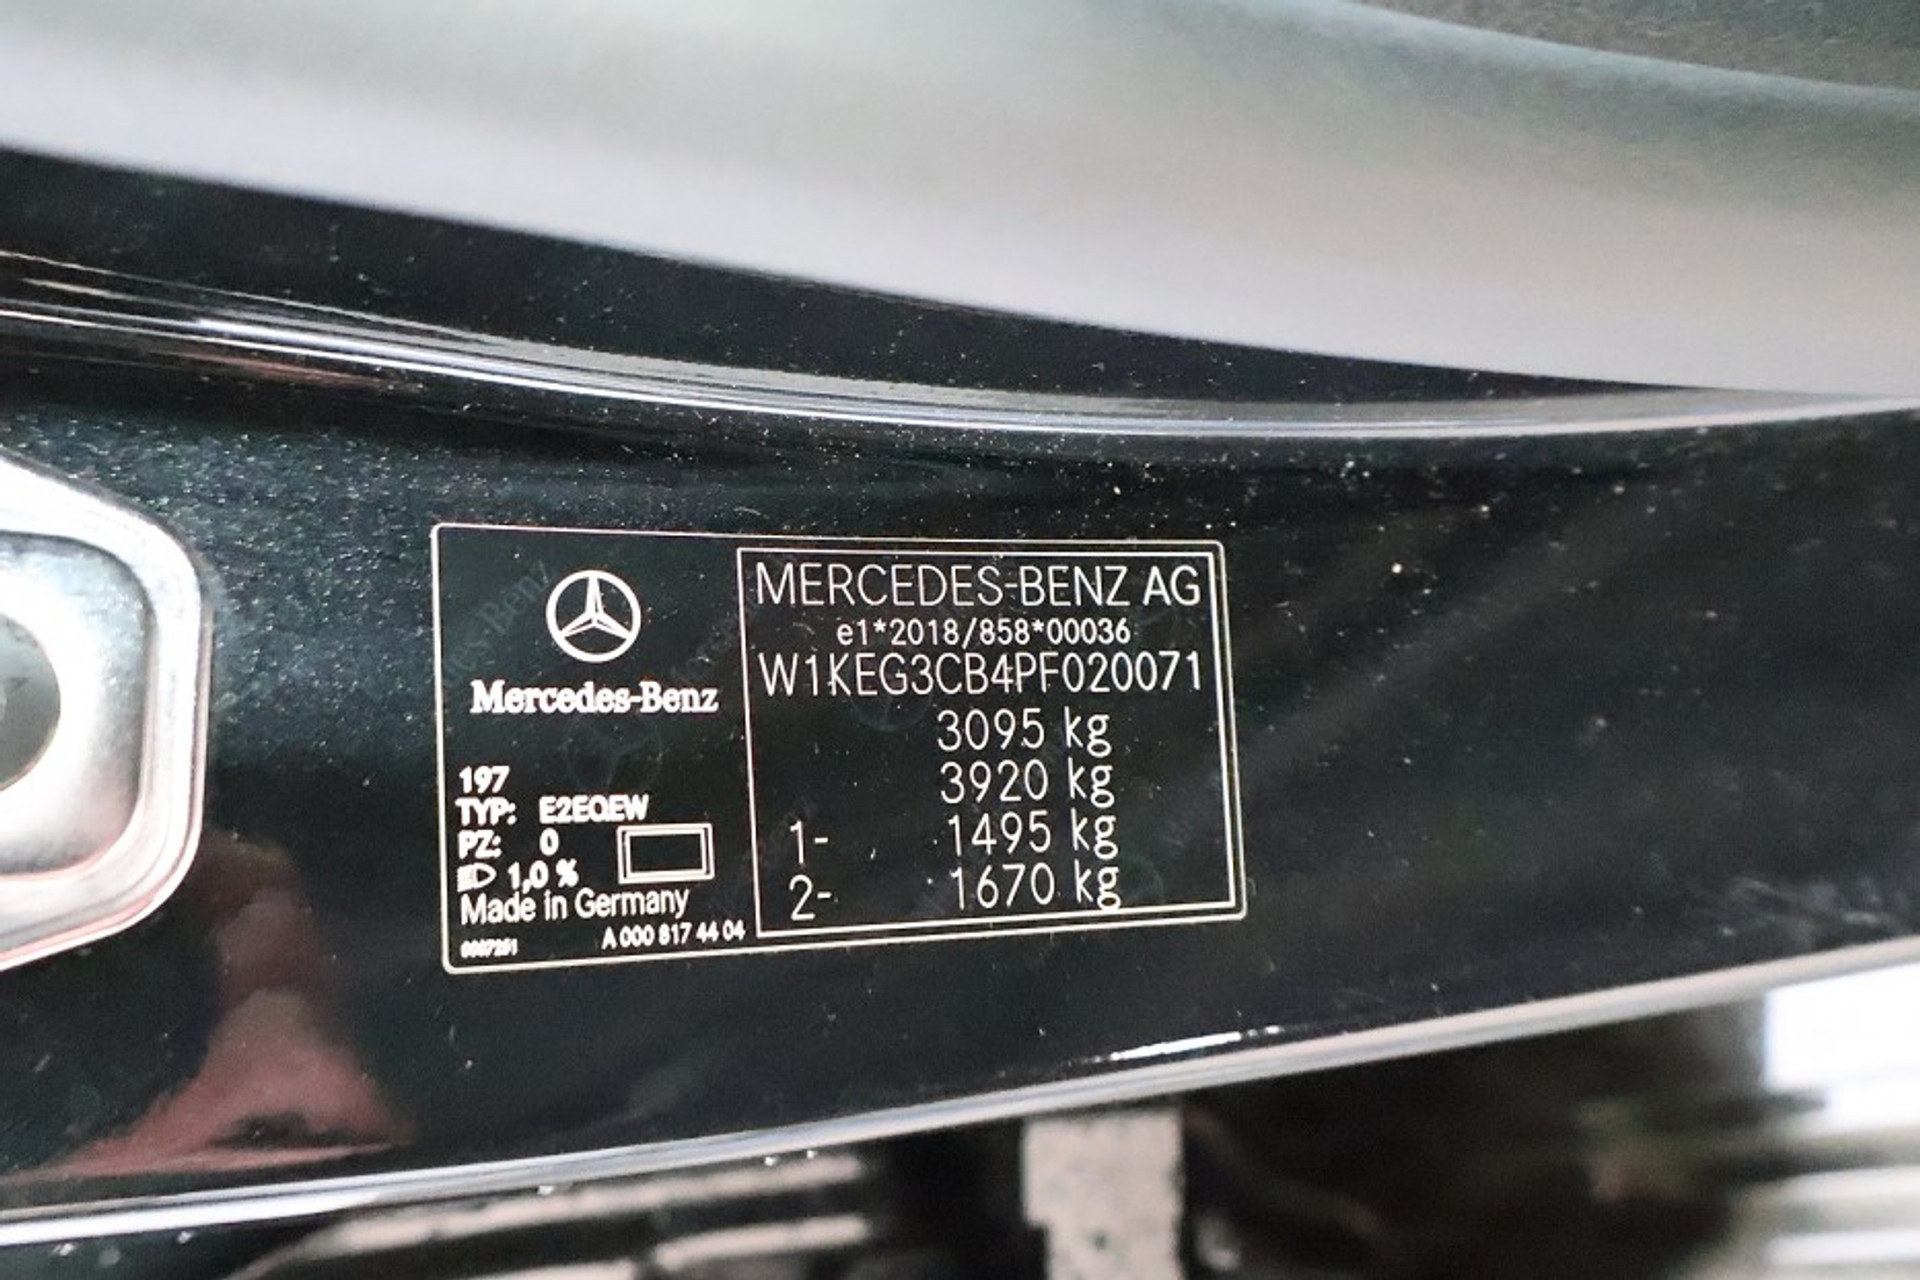 Mercedes-Benz
197
TYP: E2EQEW
PZ: 0
1,0 %
Made in Germany
A 000 817 44 04
MERCEDES-BENZ AG
e1*2018/858*00036
W1KEG3CB4PF020071
3095 kg
3920 kg
1- 1495 kg
2- 1670 kg